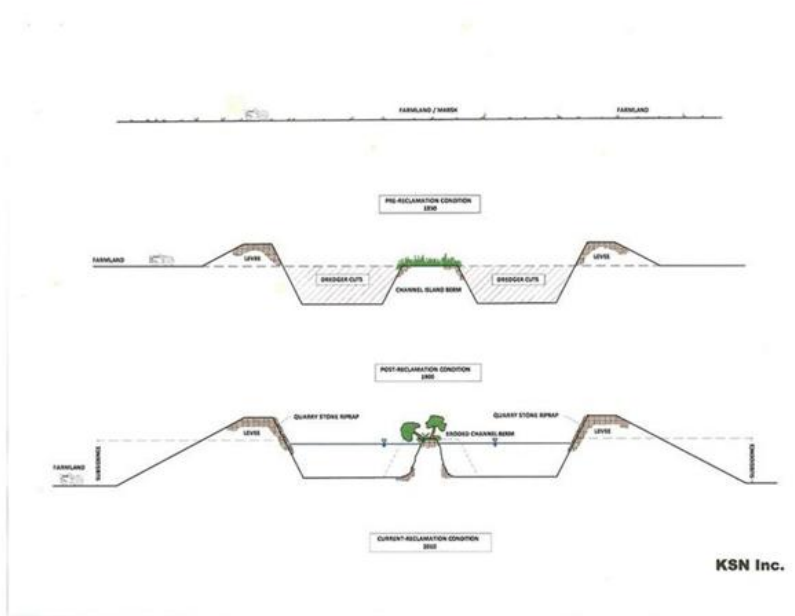 FARMLAND / MARSH
FARMLAND
PRE-RECLAMATION CONDITION
1850
FARMLAND
LEVEE
LEVEE
DREDGER CUTS
DREDGER CUTS
CHANNEL ISLAND BERM
POST-RECLAMATION CONDITION
1900
QUARRY STONE RIPRAP
QUARRY STONE RIPRAP
LEVEE
ERODED CHANNEL BERM
LEVEE
SUBSIDENCE
SUBSIDENCE
FARMLAND
CURRENT-RECLAMATION CONDITION
2010
KSN Inc.